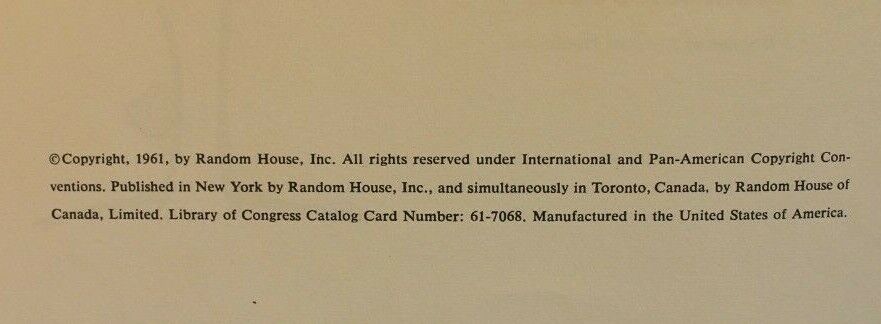 ©Copyright, 1961, by Random House, Inc. All rights reserved under International and Pan-American Copyright Con-
ventions. Published in New York by Random House, Inc., and simultaneously in Toronto, Canada, by Random House of
Canada, Limited. Library of Congress Catalog Card Number: 61-7068. Manufactured in the United States of America.